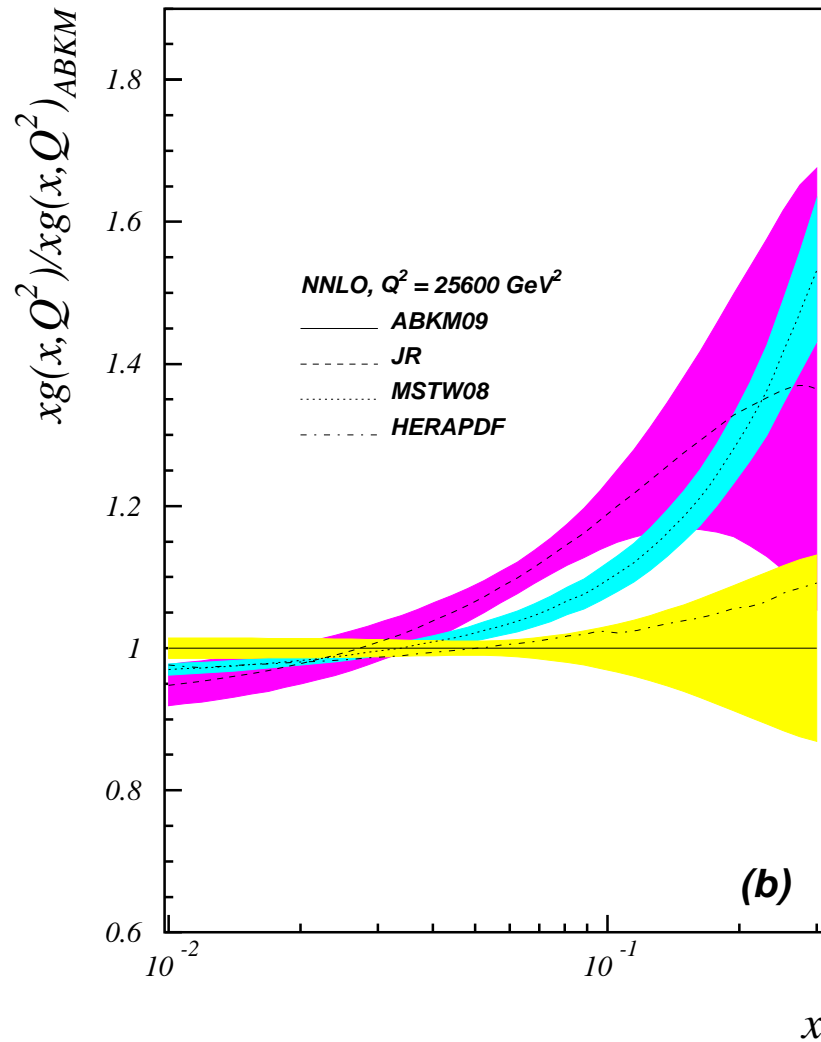 xg(x,Q²)/xg(x,Q²)_ABKM
1.8
1.6
1.4
1.2
1
0.8
0.6
NNLO, Q² = 25600 GeV²
ABKM09
JR
MSTW08
HERAPDF
(b)
10⁻² 10⁻¹
x